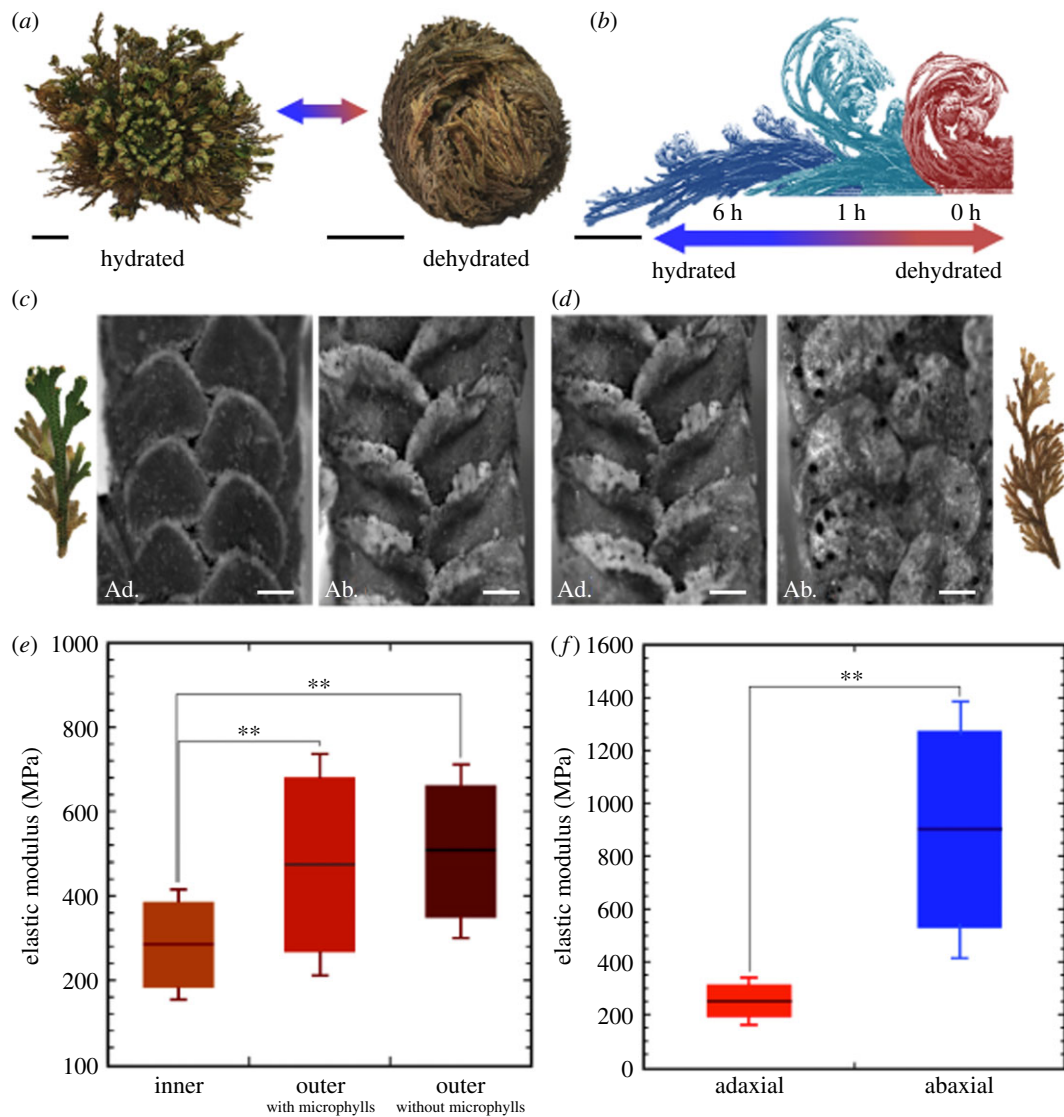 (a)
(b)
hydrated
dehydrated
6 h
1 h
0 h
hydrated
dehydrated
(c)
(d)
Ad.
Ab.
Ad.
Ab.
(e)
1000
800
600
400
200
100
elastic modulus (MPa)
**
**
inner
outer
with microphylls
outer
without microphylls
(f)
1600
1400
1200
1000
800
600
400
200
0
elastic modulus (MPa)
**
adaxial
abaxial